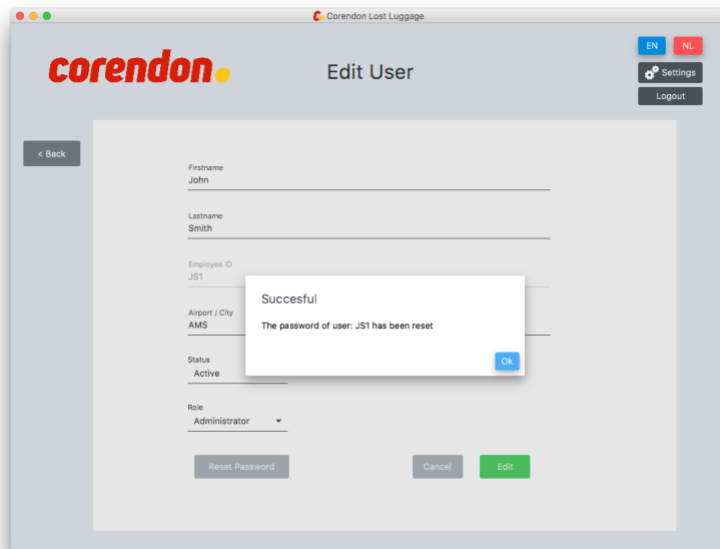 Corendon Lost Luggage
corendon.
Edit User
EN
NL
Settings
Logout
< Back
Firstname
John
Lastname
Smith
Employee ID
JS1
Airport / City
AMS
Succesful
The password of user: JS1 has been reset
Ok
Status
Active
Role
Administrator
Reset Password
Cancel
Edit